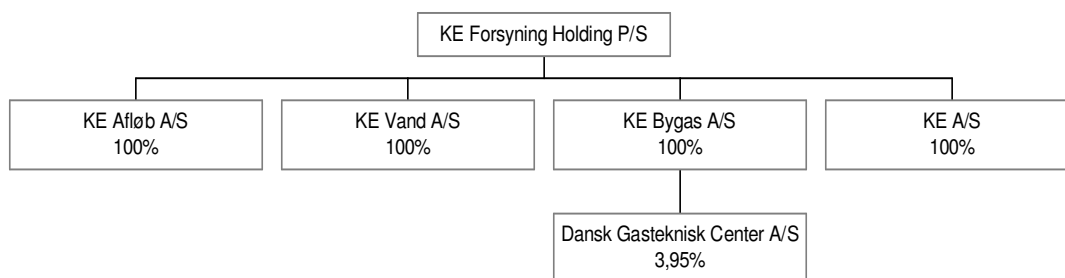 KE Forsyning Holding P/S
KE Afløb A/S
100%
KE Vand A/S
100%
KE Bygas A/S
100%
KE A/S
100%
Dansk Gasteknisk Center A/S
3,95%